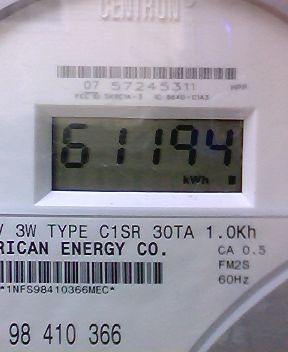 CENTRON
07 57245311
61194
kWh
V 3W TYPE C1SR 30TA 1.0Kh
RICAN ENERGY CO.
CA 0.5
FM2S
60Hz
*1NFS98410366MEC*
98 410 366